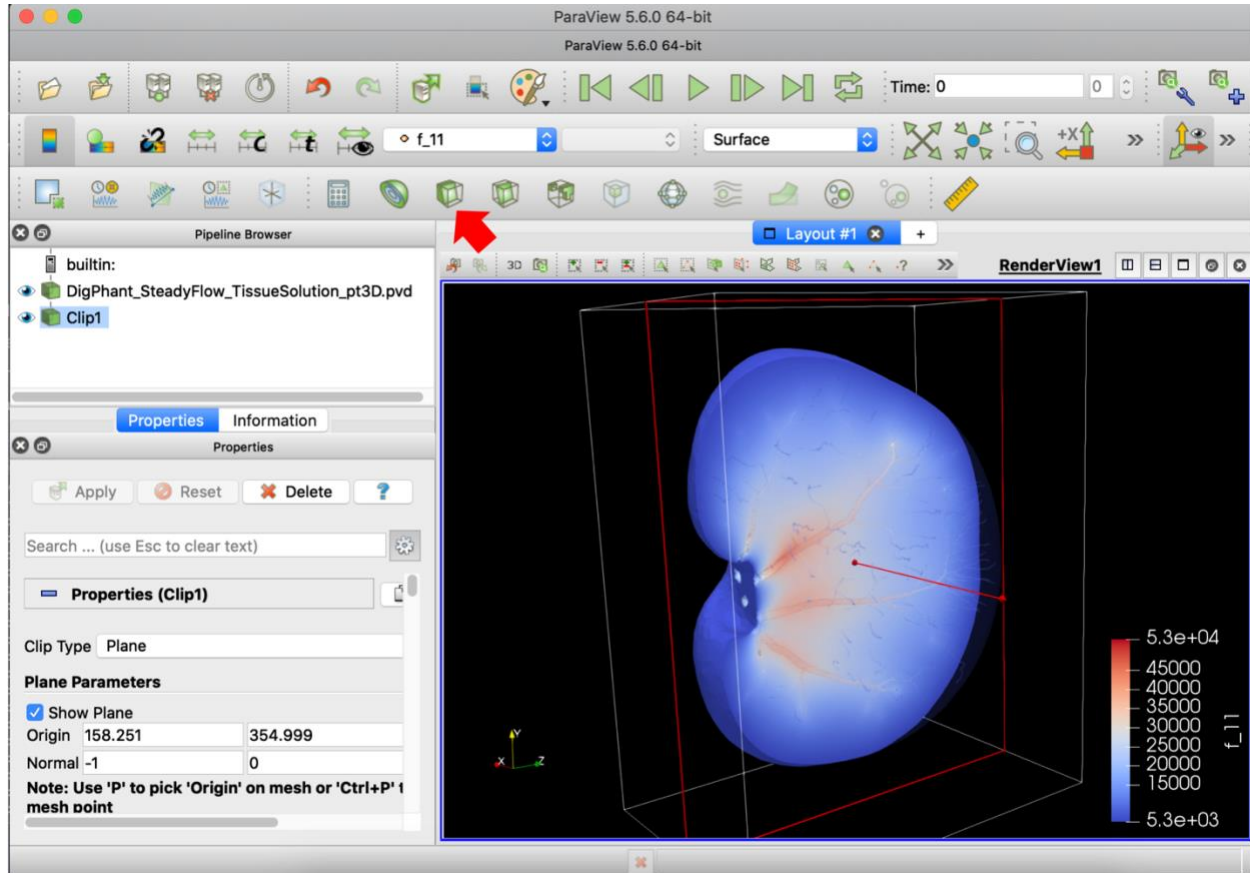 ParaView 5.6.0 64-bit
ParaView 5.6.0 64-bit
Time: 0 0
+X
C t f_11 Surface
Pipeline Browser
Layout #1 +
3D ? RenderView1
builtin:
DigPhant_SteadyFlow_TissueSolution_pt3D.pvd
Clip1
Properties Information
Properties
Apply Reset Delete ?
Search ... (use Esc to clear text)
Properties (Clip1)
Clip Type Plane
Plane Parameters
Show Plane
Origin 158.251 354.999
Normal -1 0
Note: Use 'P' to pick 'Origin' on mesh or 'Ctrl+P'
mesh point
Y
X Z
5.3e+04
45000
40000
35000
30000
25000
20000
15000
5.3e+03
f_11